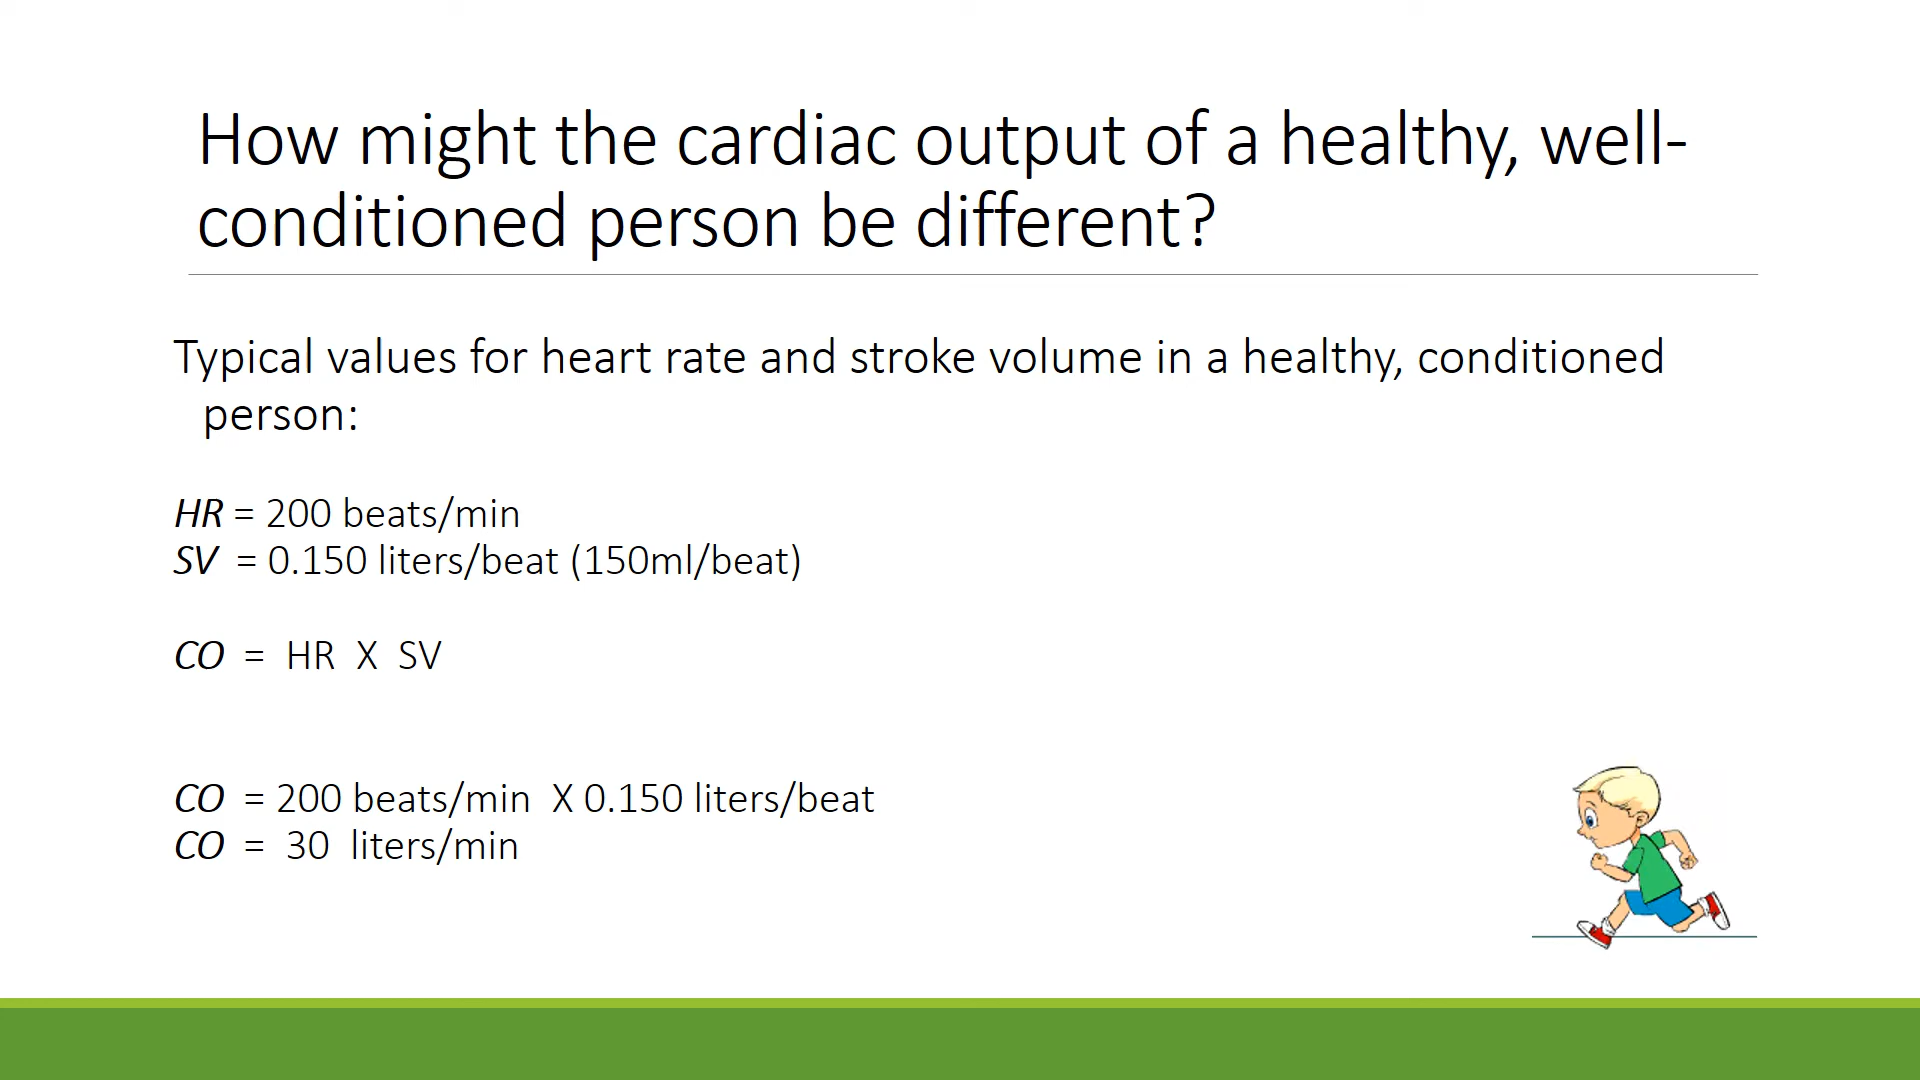 How might the cardiac output of a healthy, well-
conditioned person be different?
Typical values for heart rate and stroke volume in a healthy, conditioned
person:
HR = 200 beats/min
SV = 0.150 liters/beat (150ml/beat)
CO = HR X SV
CO = 200 beats/min X 0.150 liters/beat
CO = 30 liters/min